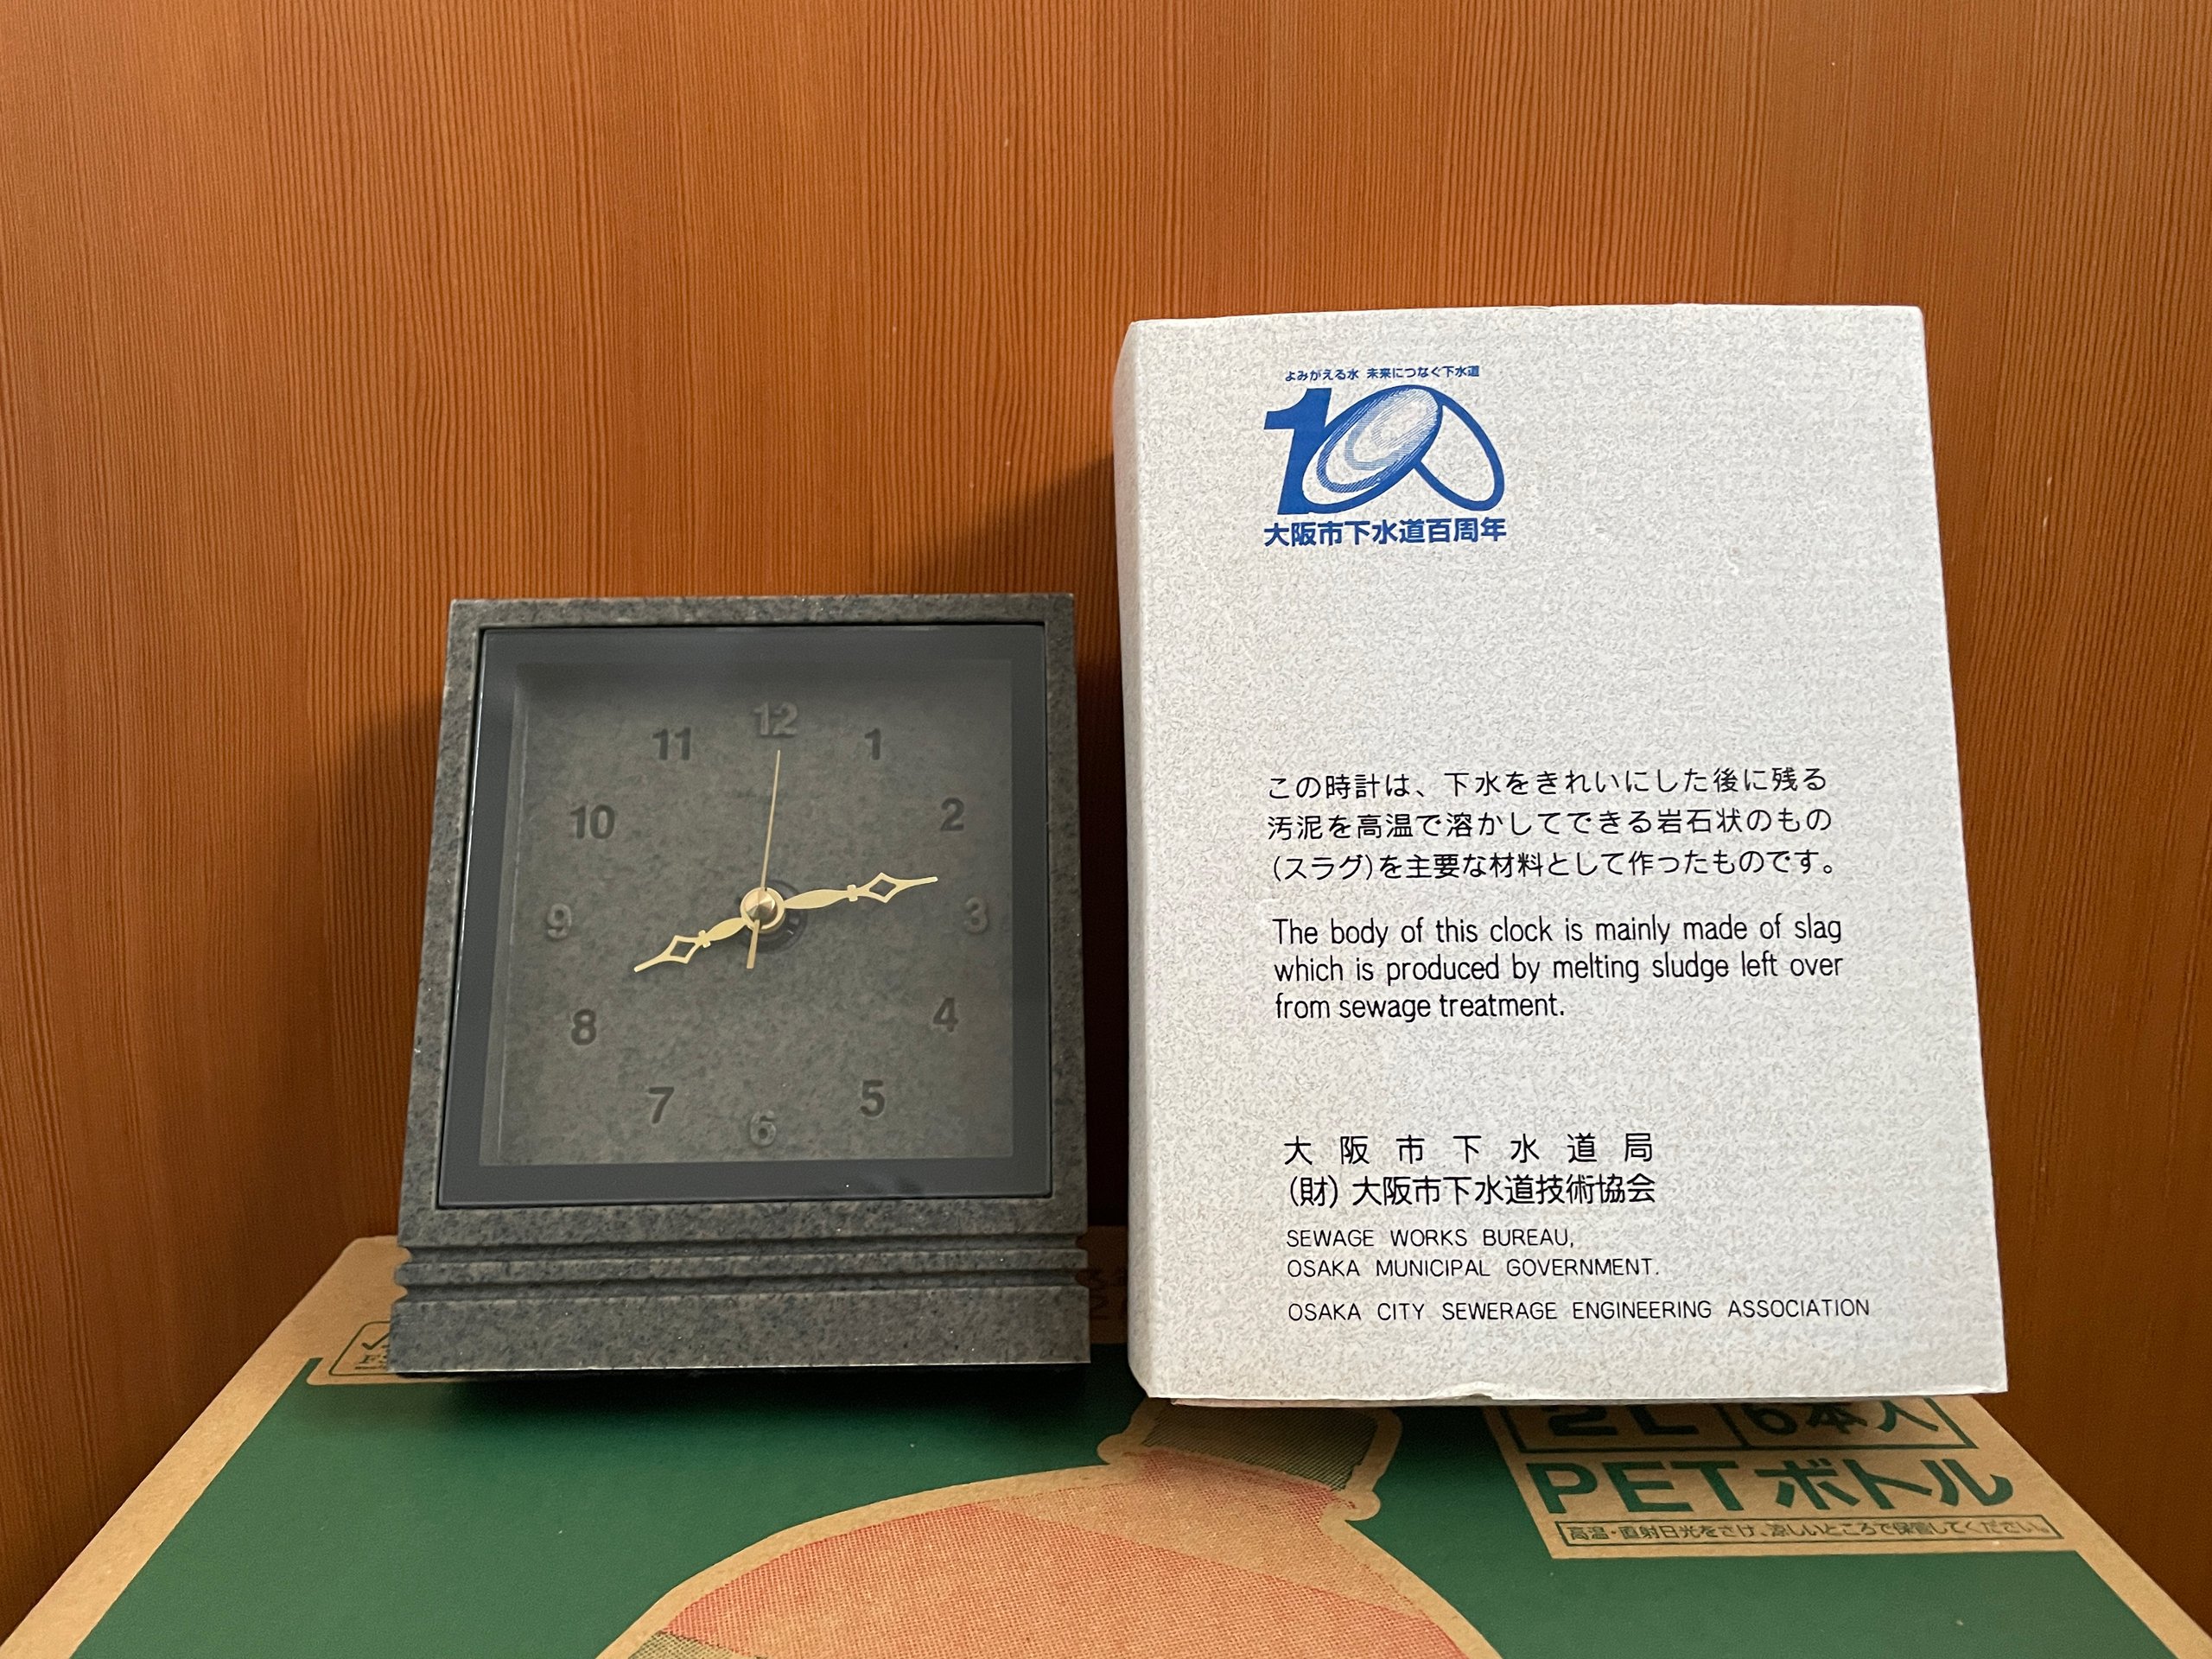 12
11
1
10
2
9
3
8
4
7
5
6
よみがえる水 未来につなぐ下水道
100
大阪市下水道百周年
この時計は、下水をきれいにした後に残る
汚泥を高温で溶かしてできる岩石状のもの
(スラグ)を主要な材料として作ったものです。
The body of this clock is mainly made of slag
which is produced by melting sludge left over
from sewage treatment.
大阪市下水道局
(財)大阪市下水道技術協会
SEWAGE WORKS BUREAU,
OSAKA MUNICIPAL GOVERNMENT.
OSAKA CITY SEWERAGE ENGINEERING ASSOCIATION
2L 6本入
PETボトル
高温・直射日光をさけ、涼しいところで保管してください。